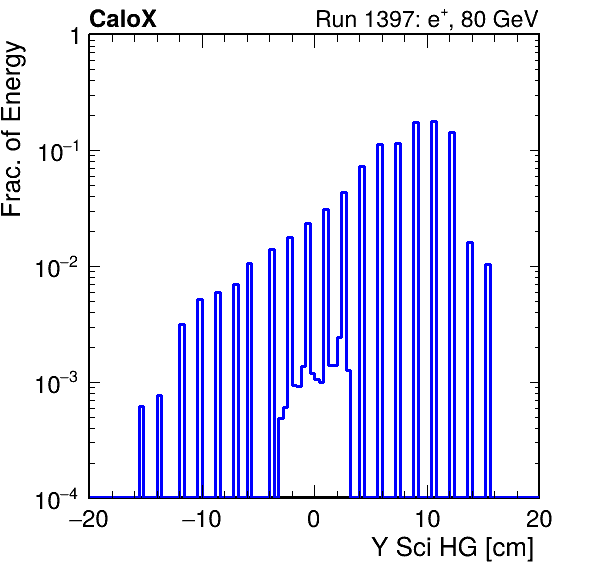 CaloX Run 1397: e⁺, 80 GeV
Frac. of Energy
1
10⁻¹
10⁻²
10⁻³
10⁻⁴
−20 −10 0 10 20
Y Sci HG [cm]